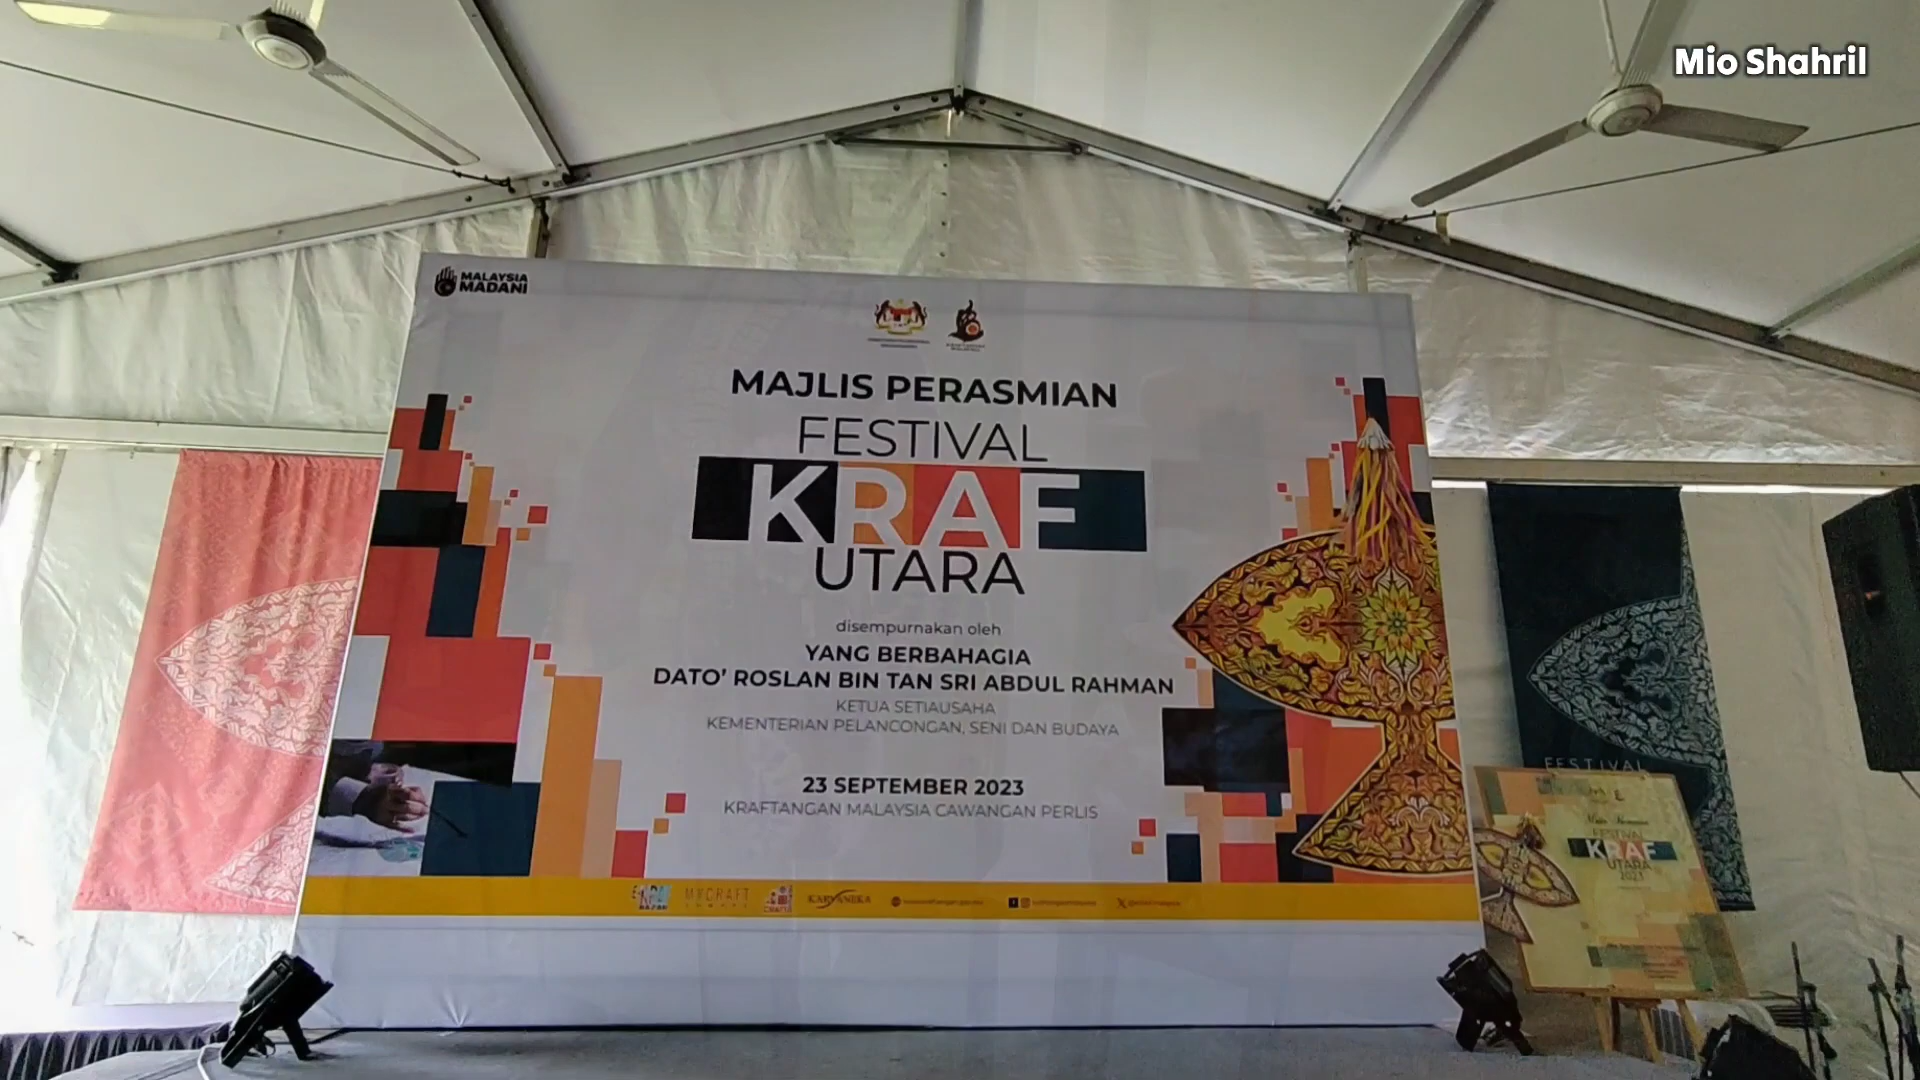 Mio Shahril
MALAYSIA
MADANI
MAJLIS PERASMIAN
FESTIVAL
KRAF
UTARA
disempurnakan oleh
YANG BERBAHAGIA
DATO' ROSLAN BIN TAN SRI ABDUL RAHMAN
KETUA SETIAUSAHA
KEMENTERIAN PELANCONGAN, SENI DAN BUDAYA
23 SEPTEMBER 2023
KRAFTANGAN MALAYSIA CAWANGAN PERLIS
MYCRAFT
KARYANEKA
FESTIVAL
FESTIVAL
KRAF
UTARA
2023